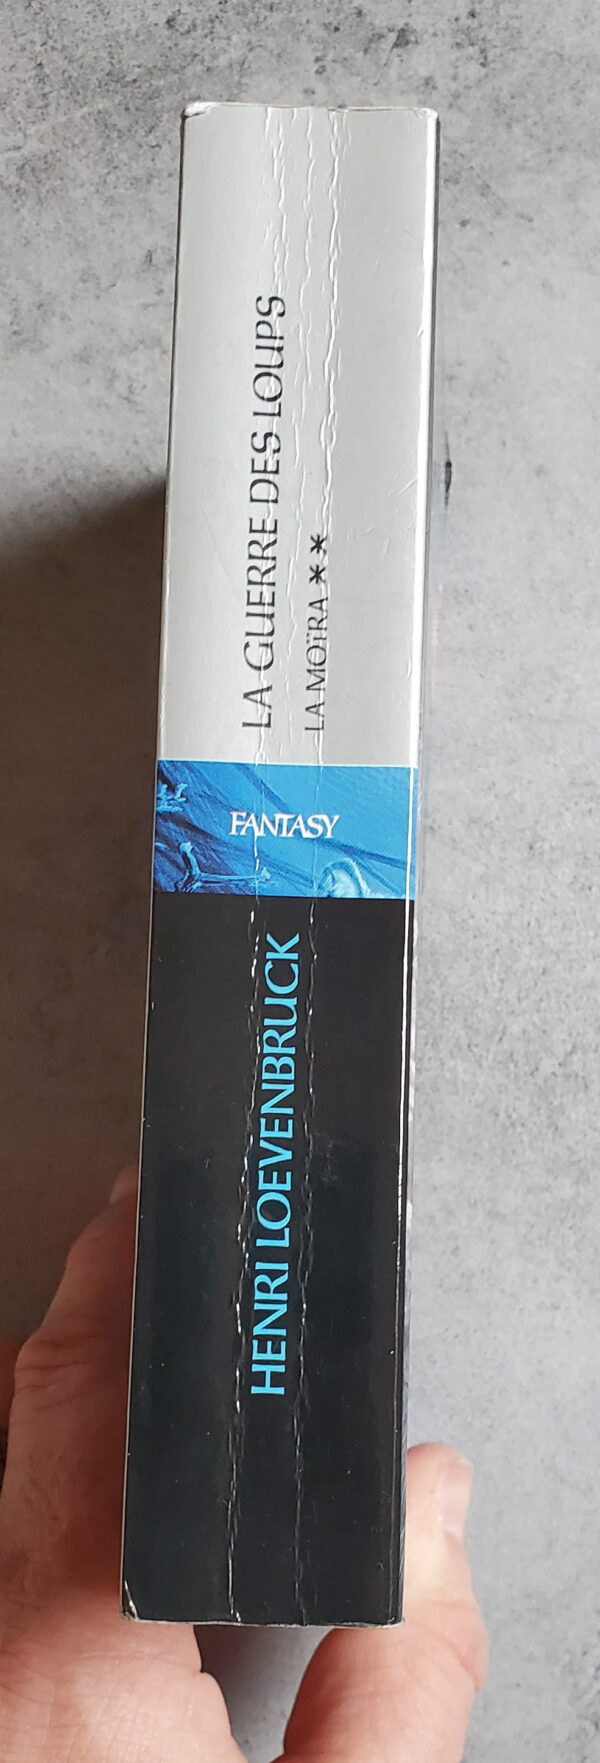 LA GUERRE DES LOUPS
LA MOÏRA **
FANTASY
HENRI LOEVENBRUCK